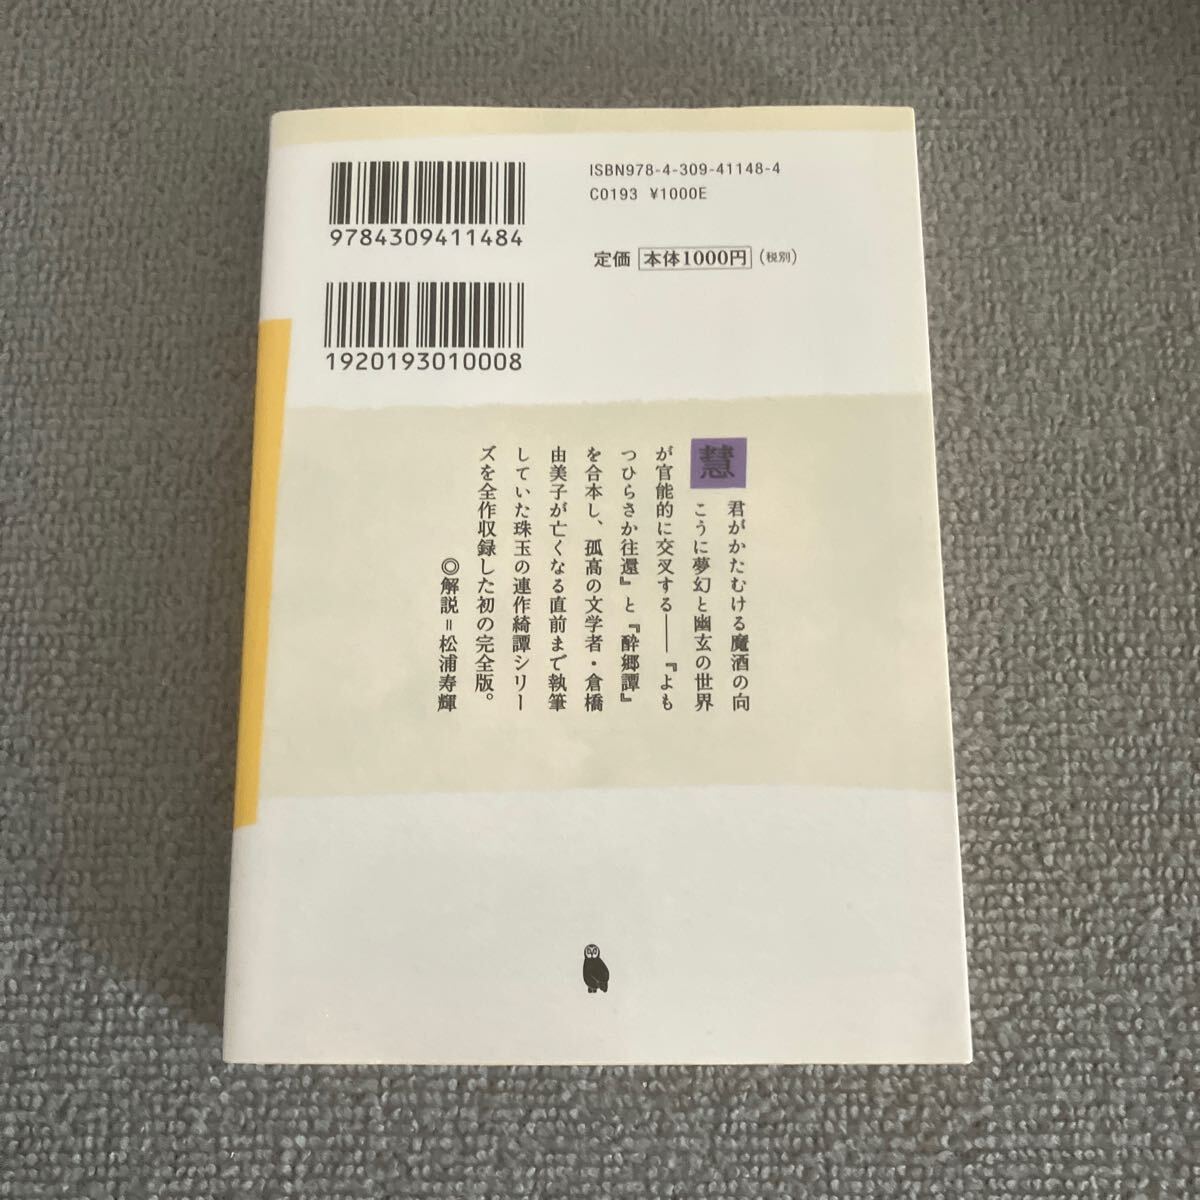 9784309411484
ISBN978-4-309-41148-4
C0193 ¥1000E
定価 本体1000円（税別）
1920193010008
慧君がかたむける魔酒の向
こうに夢幻と幽玄の世界
が官能的に交叉する――『よも
つひらさか往還』と『酔郷譚』
を合本し、孤高の文学者・倉橋
由美子が亡くなる直前まで執筆
していた珠玉の連作綺譚シリー
ズを全作収録した初の完全版。
◎解説＝松浦寿輝